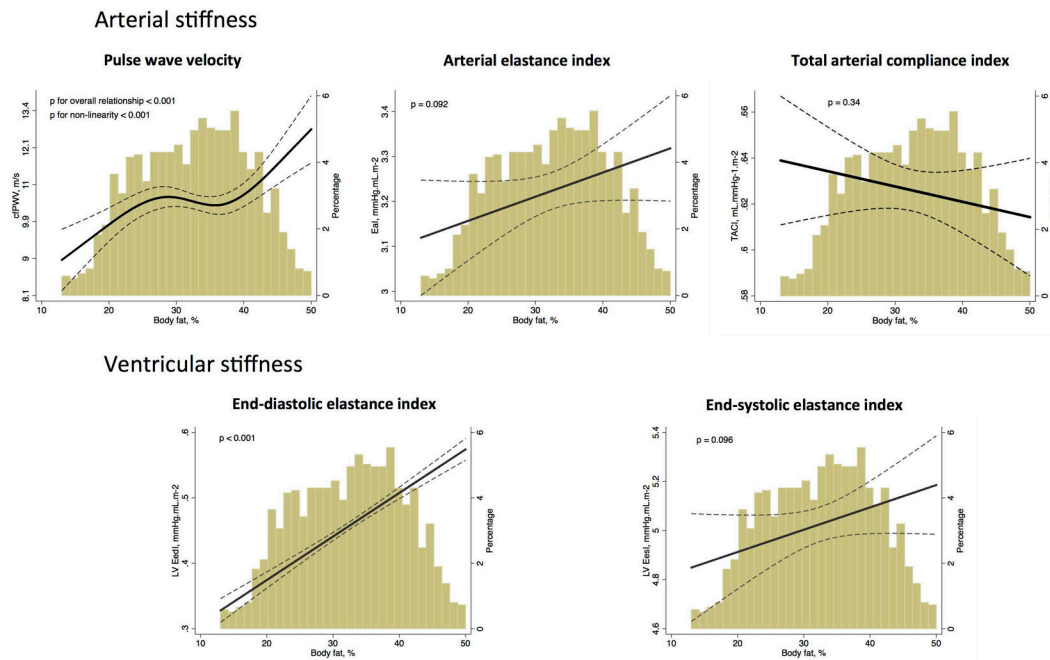 Arterial stiffness
Pulse wave velocity
p for overall relationship < 0.001
p for non-linearity < 0.001
cfPWV, m/s
8.1 9 9.9 11 12.1 13.4
Percentage
0 2 4 6
10 20 30 40 50
Body fat, %
Arterial elastance index
p = 0.092
EaI, mmHg.mL.m-2
3 3.1 3.2 3.3 3.4
Percentage
0 2 4 6
10 20 30 40 50
Body fat, %
Total arterial compliance index
p = 0.34
TACI, mL.mmHg-1.m-2
.58 .6 .62 .64 .66
Percentage
0 2 4 6
10 20 30 40 50
Body fat, %
Ventricular stiffness
End-diastolic elastance index
p < 0.001
LV EedI, mmHg.mL.m-2
.3 .4 .5 .6
Percentage
0 2 4 6
10 20 30 40 50
Body fat, %
End-systolic elastance index
p = 0.096
LV EesI, mmHg.mL.m-2
4.6 4.8 5 5.2 5.4
Percentage
0 2 4 6
10 20 30 40 50
Body fat, %